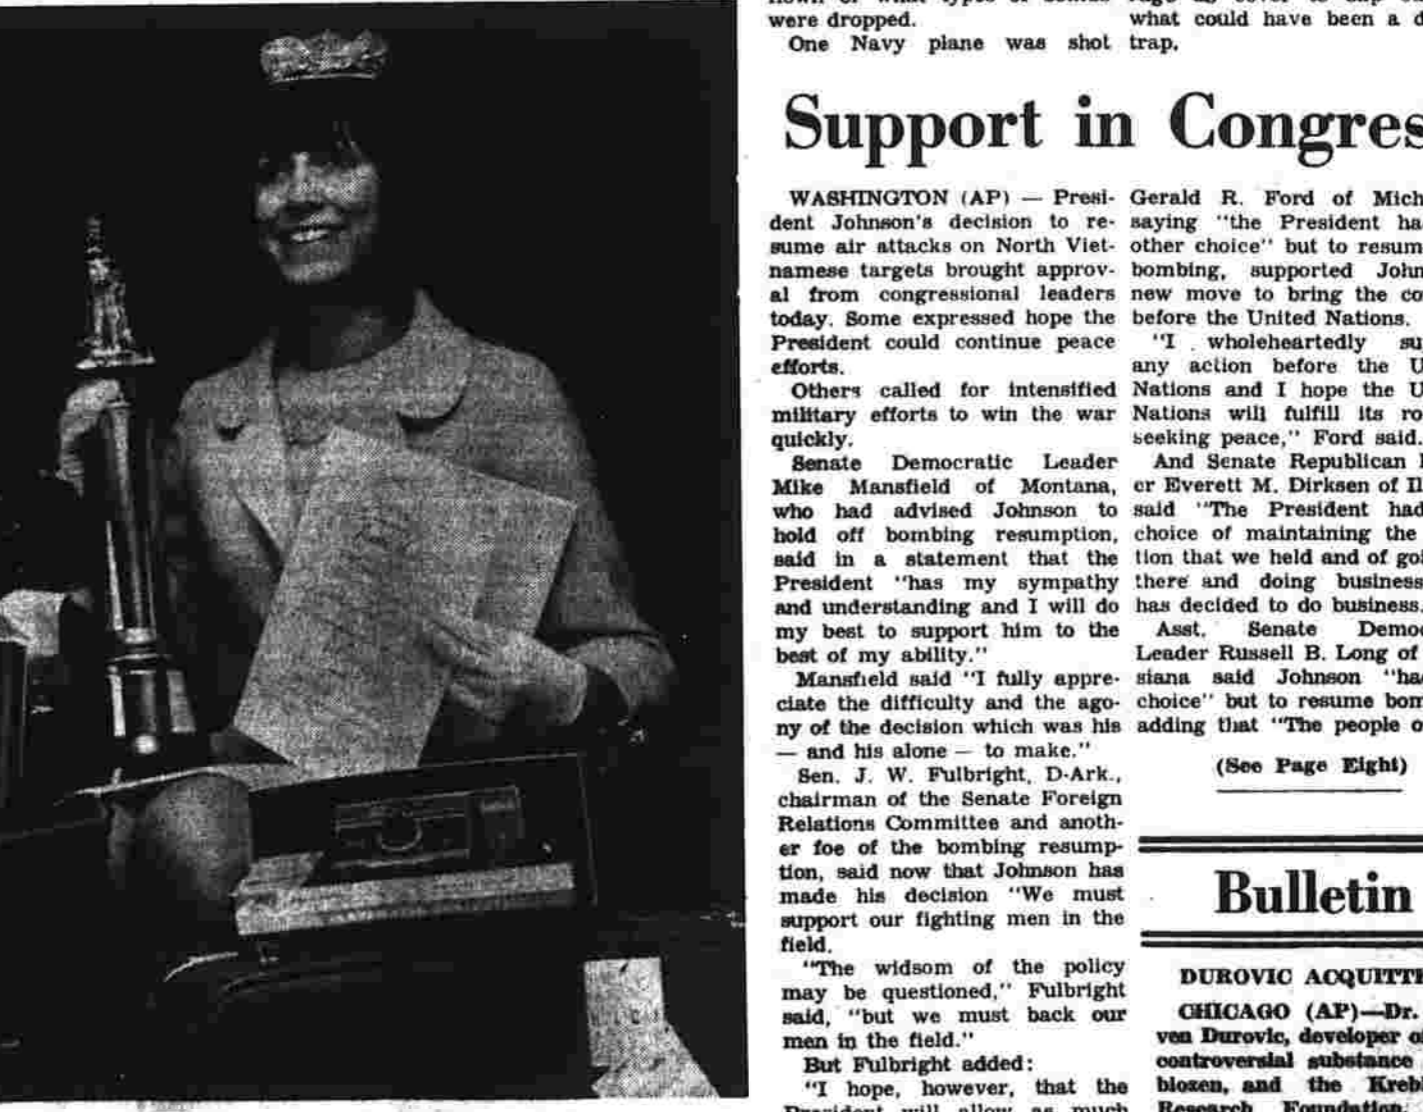 were dropped.
One Navy plane was shot
what could have been a
trap.
Support in Congres
WASHINGTON (AP) — Presi-
dent Johnson's decision to re-
sume air attacks on North Viet-
namese targets brought approv-
al from congressional leaders
today. Some expressed hope the
President could continue peace
efforts.
Others called for intensified
military efforts to win the war
quickly.
Senate Democratic Leader
Mike Mansfield of Montana,
who had advised Johnson to
hold off bombing resumption,
said in a statement that the
President "has my sympathy
and understanding and I will do
my best to support him to the
best of my ability."
Mansfield said "I fully appre-
ciate the difficulty and the ago-
ny of the decision which was his
— and his alone — to make."
Sen. J. W. Fulbright, D-Ark.,
chairman of the Senate Foreign
Relations Committee and anoth-
er foe of the bombing resump-
tion, said now that Johnson has
made his decision "We must
support our fighting men in the
field.
"The widsom of the policy
may be questioned," Fulbright
said, "but we must back our
men in the field."
But Fulbright added:
"I hope, however, that the
President will allow as much
Gerald R. Ford of Mich
saying "the President ha
other choice" but to resum
bombing, supported John
new move to bring the co
before the United Nations.
"I wholeheartedly su
any action before the U
Nations and I hope the U
Nations will fulfill its ro
seeking peace," Ford said.
And Senate Republican
er Everett M. Dirksen of Il
said "The President had
choice of maintaining the
tion that we held and of goi
there and doing business
has decided to do business.
Asst. Senate Democ
Leader Russell B. Long of
siana said Johnson "had
choice" but to resume bom
adding that "The people o
(See Page Eight)
Bulletin
DUROVIC ACQUITTE
CHICAGO (AP)—Dr.
ven Durovic, developer o
controversial substance
biozen, and the Krebi
Research Foundation